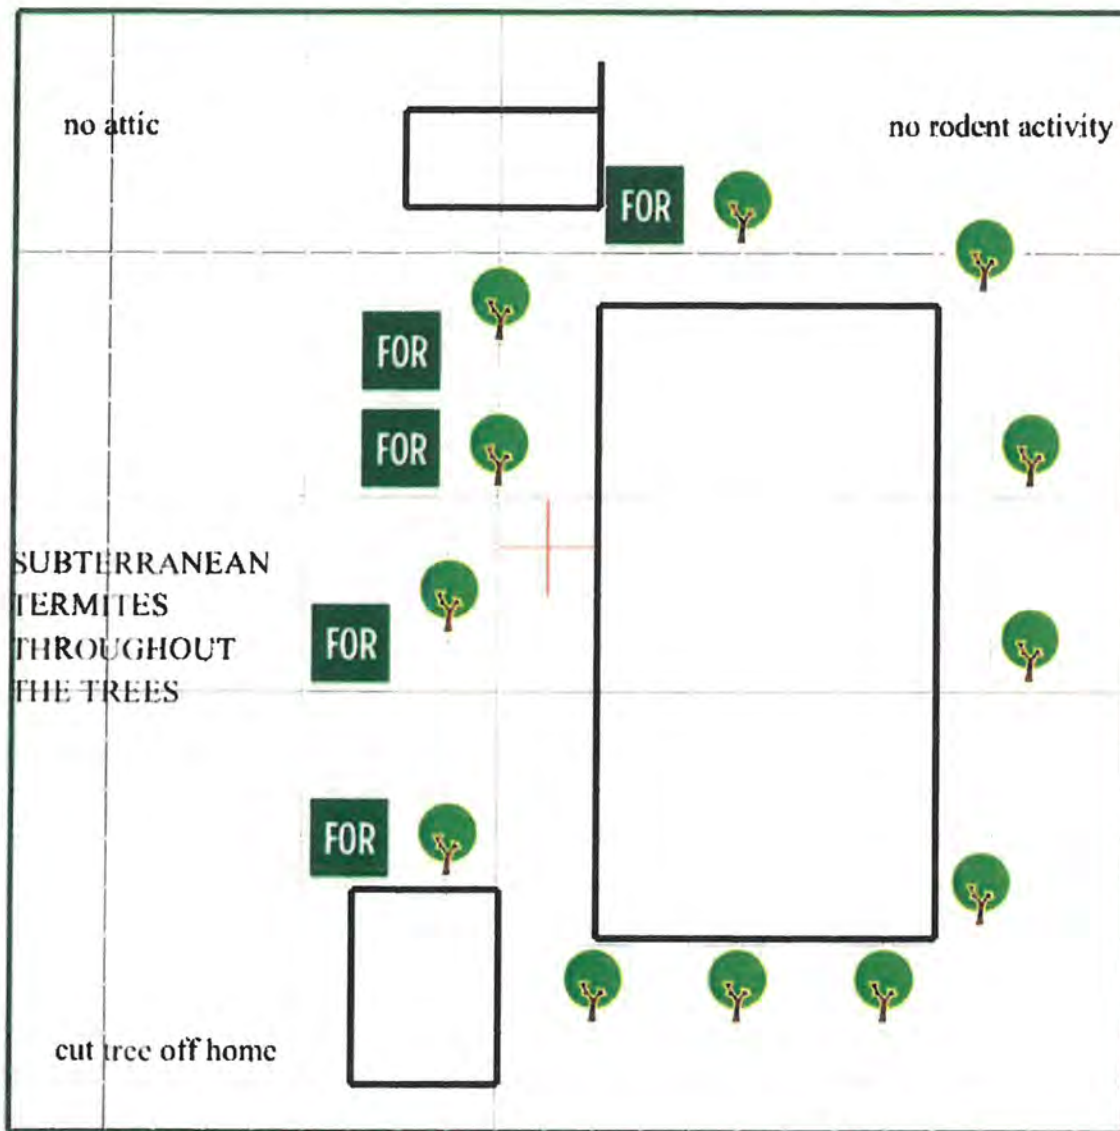 no attic
no rodent activity
FOR
FOR
FOR
SUBTERRANEAN
TERMITES
THROUGHOUT
THE TREES
FOR
FOR
cut tree off home